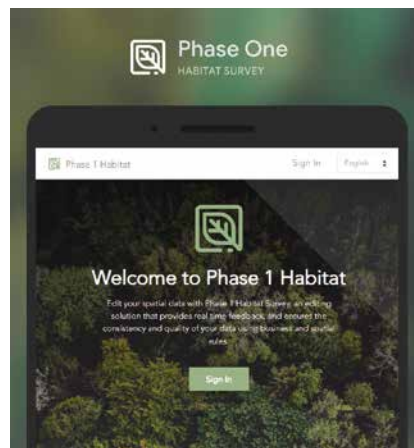 Phase One
HABITAT SURVEY
Phase 1 Habitat
Sign In
English
Welcome to Phase 1 Habitat
Edit your spatial data with Phase 1 Habitat Survey, an editing
solution that provides real time feedback, and ensures the
consistency and quality of your data using business and spatial
rules
Sign In